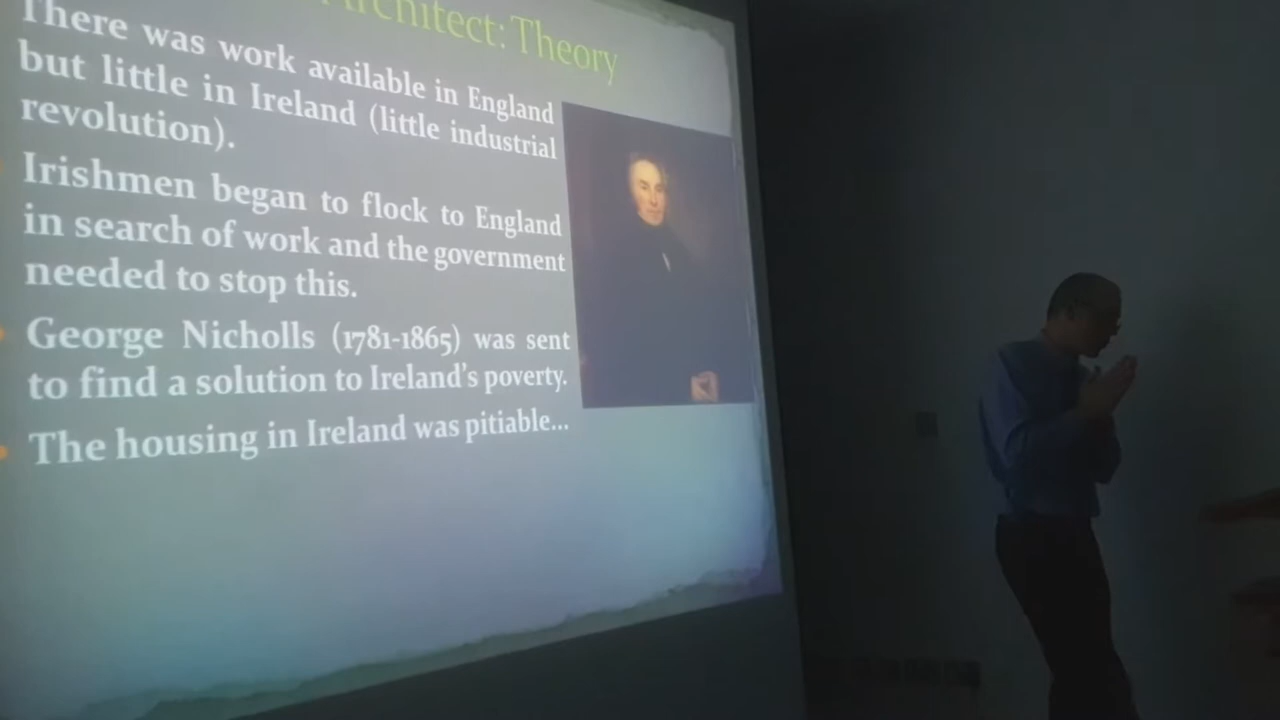 Architect: Theory
There was work available in England
but little in Ireland (little industrial
revolution).
Irishmen began to flock to England
in search of work and the government
needed to stop this.
George Nicholls (1781-1865) was sent
to find a solution to Ireland's poverty.
The housing in Ireland was pitiable...